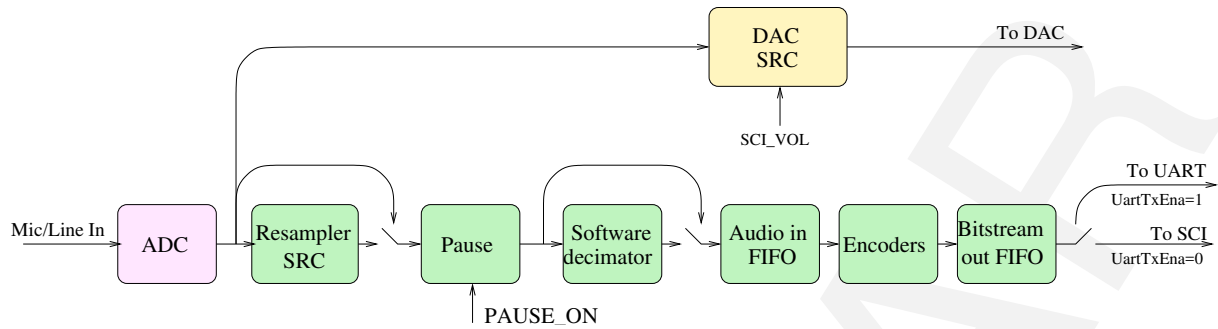 DAC
SRC
To DAC
SCI_VOL
Mic/Line In
ADC
Resampler
SRC
Pause
PAUSE_ON
Software
decimator
Audio in
FIFO
Encoders
Bitstream
out FIFO
To UART
UartTxEna=1
To SCI
UartTxEna=0